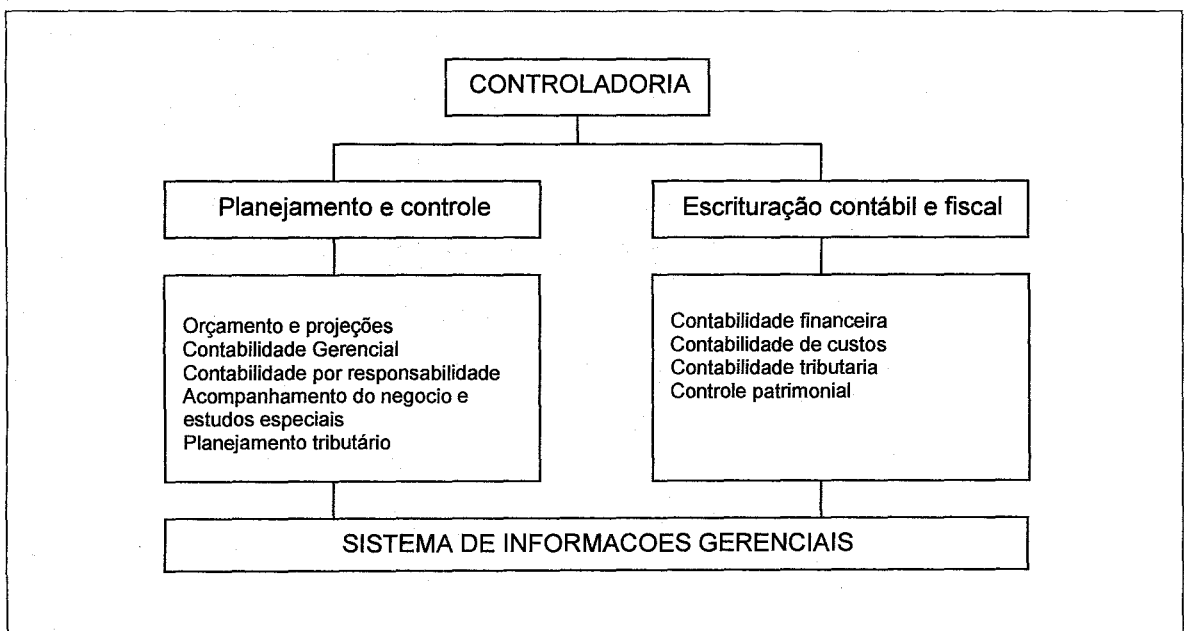 CONTROLADORIA
Planejamento e controle
Escrituração contábil e fiscal
Orçamento e projeções
Contabilidade Gerencial
Contabilidade por responsabilidade
Acompanhamento do negocio e
estudos especiais
Planejamento tributário
Contabilidade financeira
Contabilidade de custos
Contabilidade tributaria
Controle patrimonial
SISTEMA DE INFORMACOES GERENCIAIS